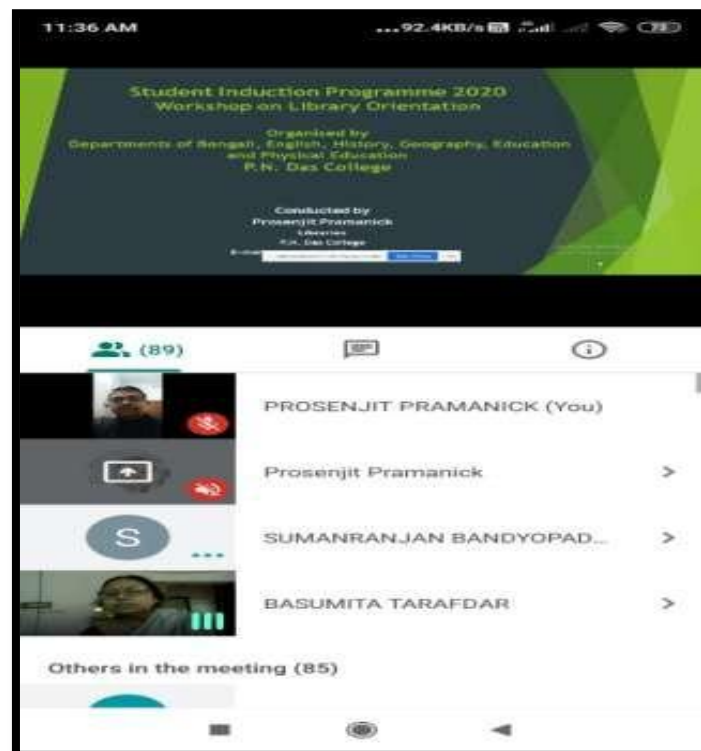 11:36 AM ...92.4KB/s 73
Student Induction Programme 2020
Workshop on Library Orientation
Organised by
Departments of Bengali, English, History, Geography, Education
and Physical Education
P.N. Das College
Conducted by
Prosenjit Pramanick
Librarian
P.N. Das College
(89)
PROSENJIT PRAMANICK (You)
Prosenjit Pramanick
S
SUMANRANJAN BANDYOPAD...
BASUMITA TARAFDAR
Others in the meeting (85)